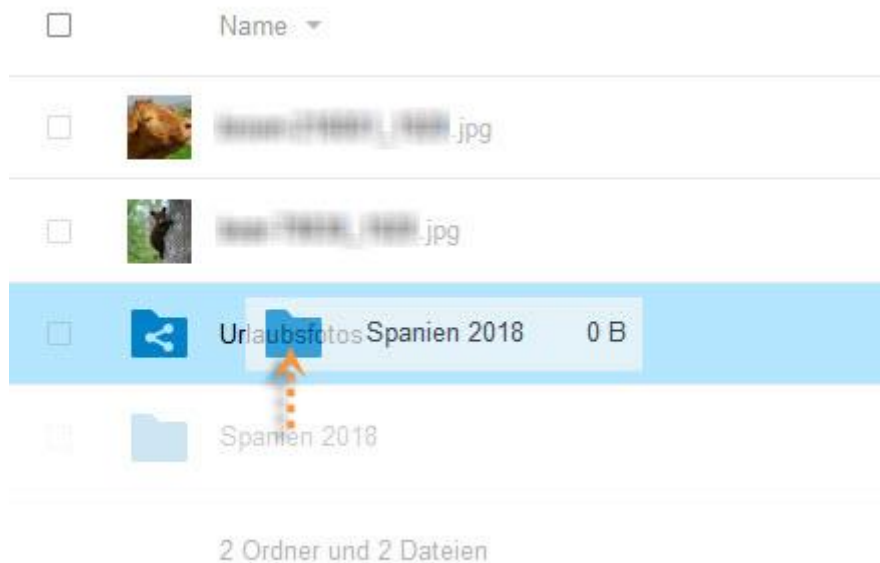 Name
.jpg
.jpg
Urlaubsfotos Spanien 2018 0 B
Spanien 2018
2 Ordner und 2 Dateien